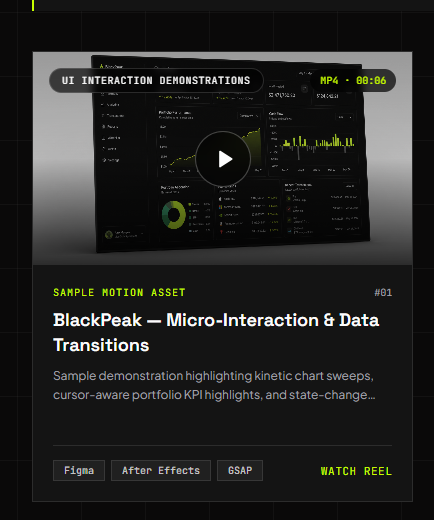 UI INTERACTION DEMONSTRATIONS
MP4 · 00:06
SAMPLE MOTION ASSET
#01
BlackPeak — Micro-Interaction & Data
Transitions
Sample demonstration highlighting kinetic chart sweeps,
cursor-aware portfolio KPI highlights, and state-change...
Figma
After Effects
GSAP
WATCH REEL